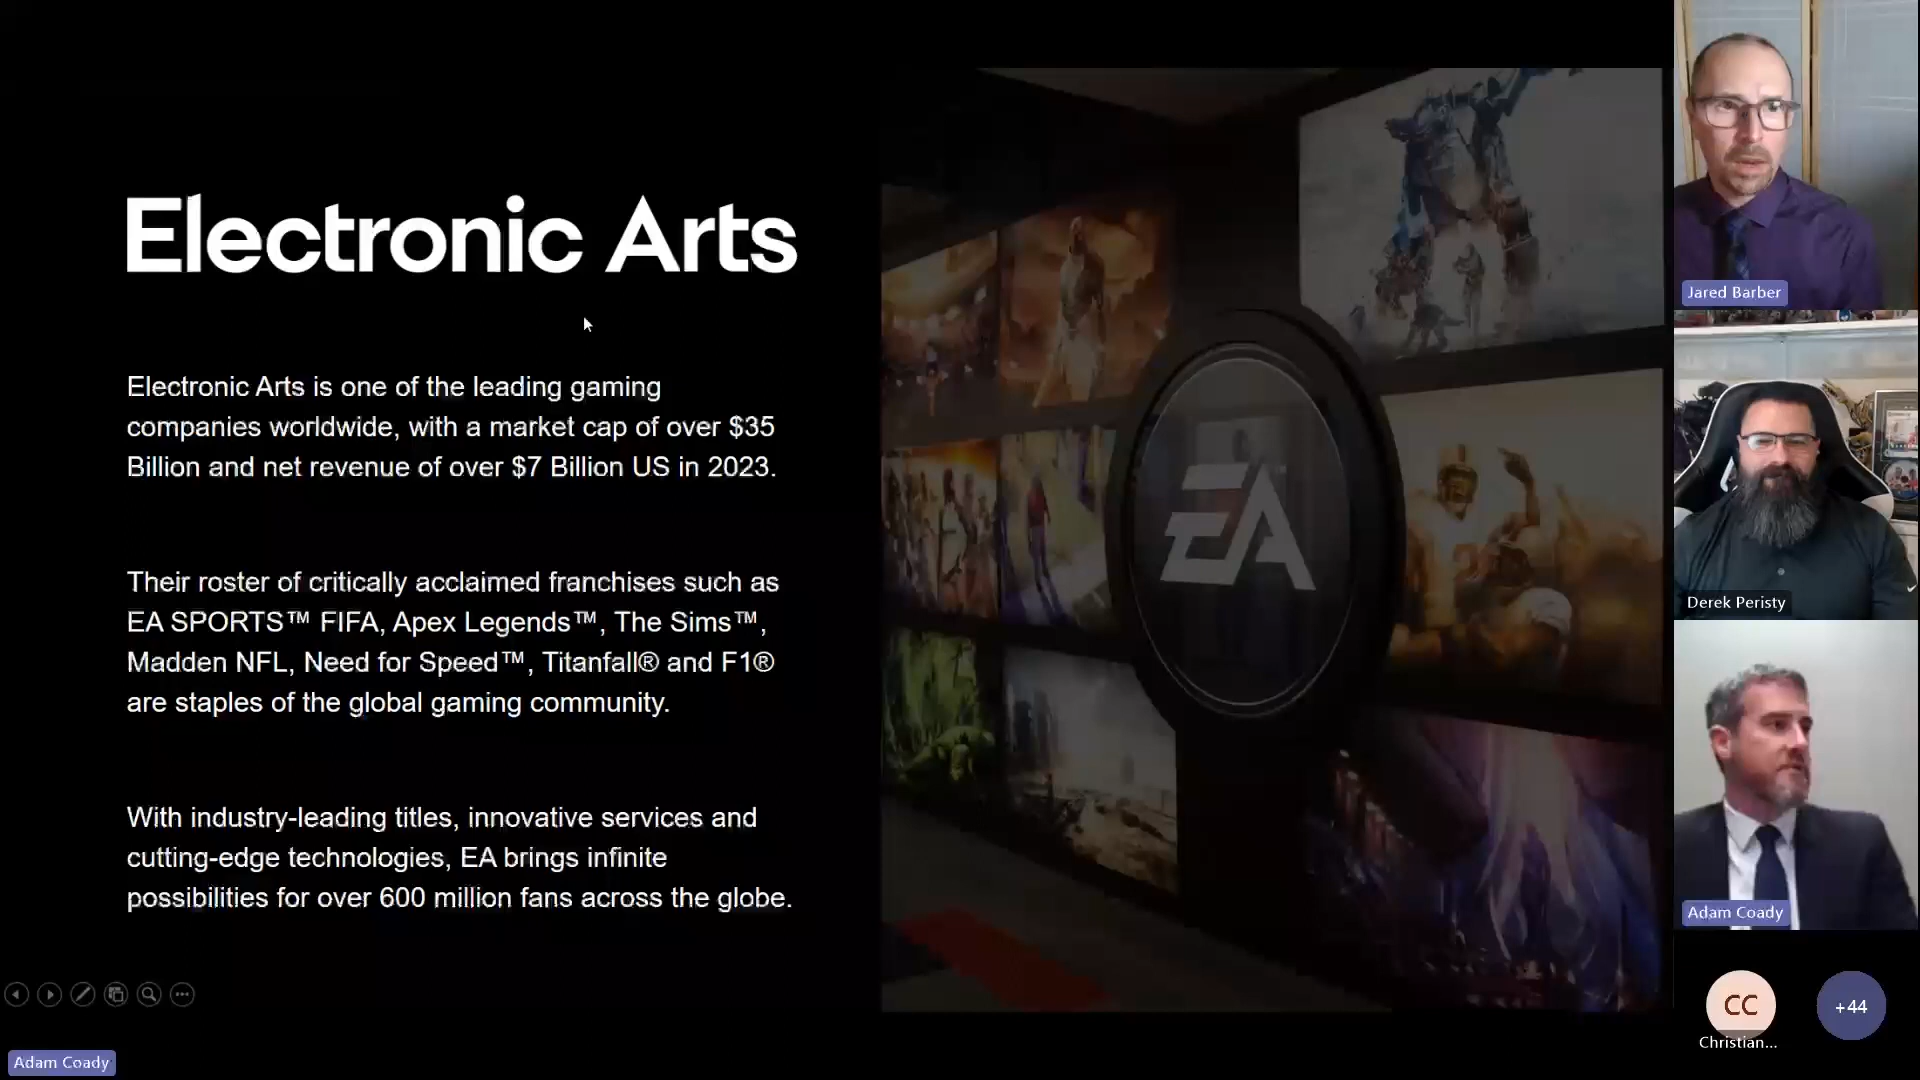 Electronic Arts
Electronic Arts is one of the leading gaming
companies worldwide, with a market cap of over $35
Billion and net revenue of over $7 Billion US in 2023.
Their roster of critically acclaimed franchises such as
EA SPORTS™ FIFA, Apex Legends™, The Sims™,
Madden NFL, Need for Speed™, Titanfall® and F1®
are staples of the global gaming community.
With industry-leading titles, innovative services and
cutting-edge technologies, EA brings infinite
possibilities for over 600 million fans across the globe.
EA
Jared Barber
Derek Peristy
Adam Coady
CC
Christian...
+44
Adam Coady